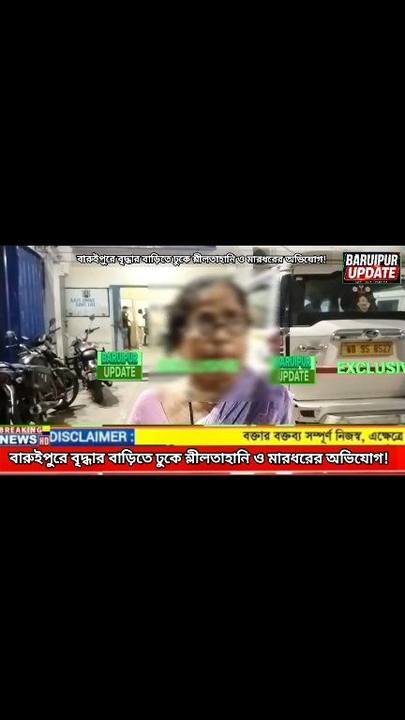 বারুইপুরে বৃদ্ধার বাড়িতে ঢুকে শ্লীলতাহানি ও মারধরের অভিযোগ!
BARUIPUR
UPDATE
BARUIPUR
UPDATE
BARUIPUR
UPDATE
EXCLUSIV
BREAKING
NEWS HD
DISCLAIMER :
বক্তার বক্তব্য সম্পূর্ণ নিজস্ব, এক্ষেত্রে
বারুইপুরে বৃদ্ধার বাড়িতে ঢুকে শ্লীলতাহানি ও মারধরের অভিযোগ!